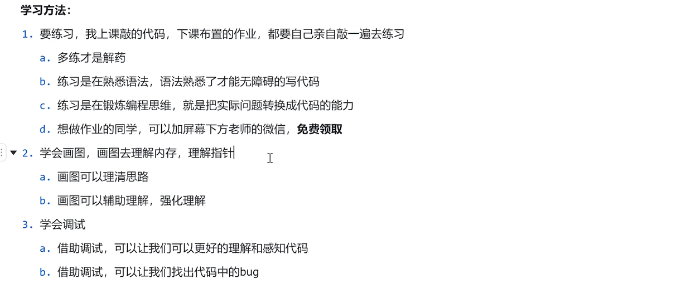 学习方法：
1. 要练习，我上课敲的代码，下课布置的作业，都要自己亲自敲一遍去练习
a. 多练才是解药
b. 练习是在熟悉语法，语法熟悉了才能无障碍的写代码
c. 练习是在锻炼编程思维，就是把实际问题转换成代码的能力
d. 想做作业的同学，可以加屏幕下方老师的微信，免费领取
2. 学会画图，画图去理解内存，理解指针
a. 画图可以理清思路
b. 画图可以辅助理解，强化理解
3. 学会调试
a. 借助调试，可以让我们可以更好的理解和感知代码
b. 借助调试，可以让我们找出代码中的bug